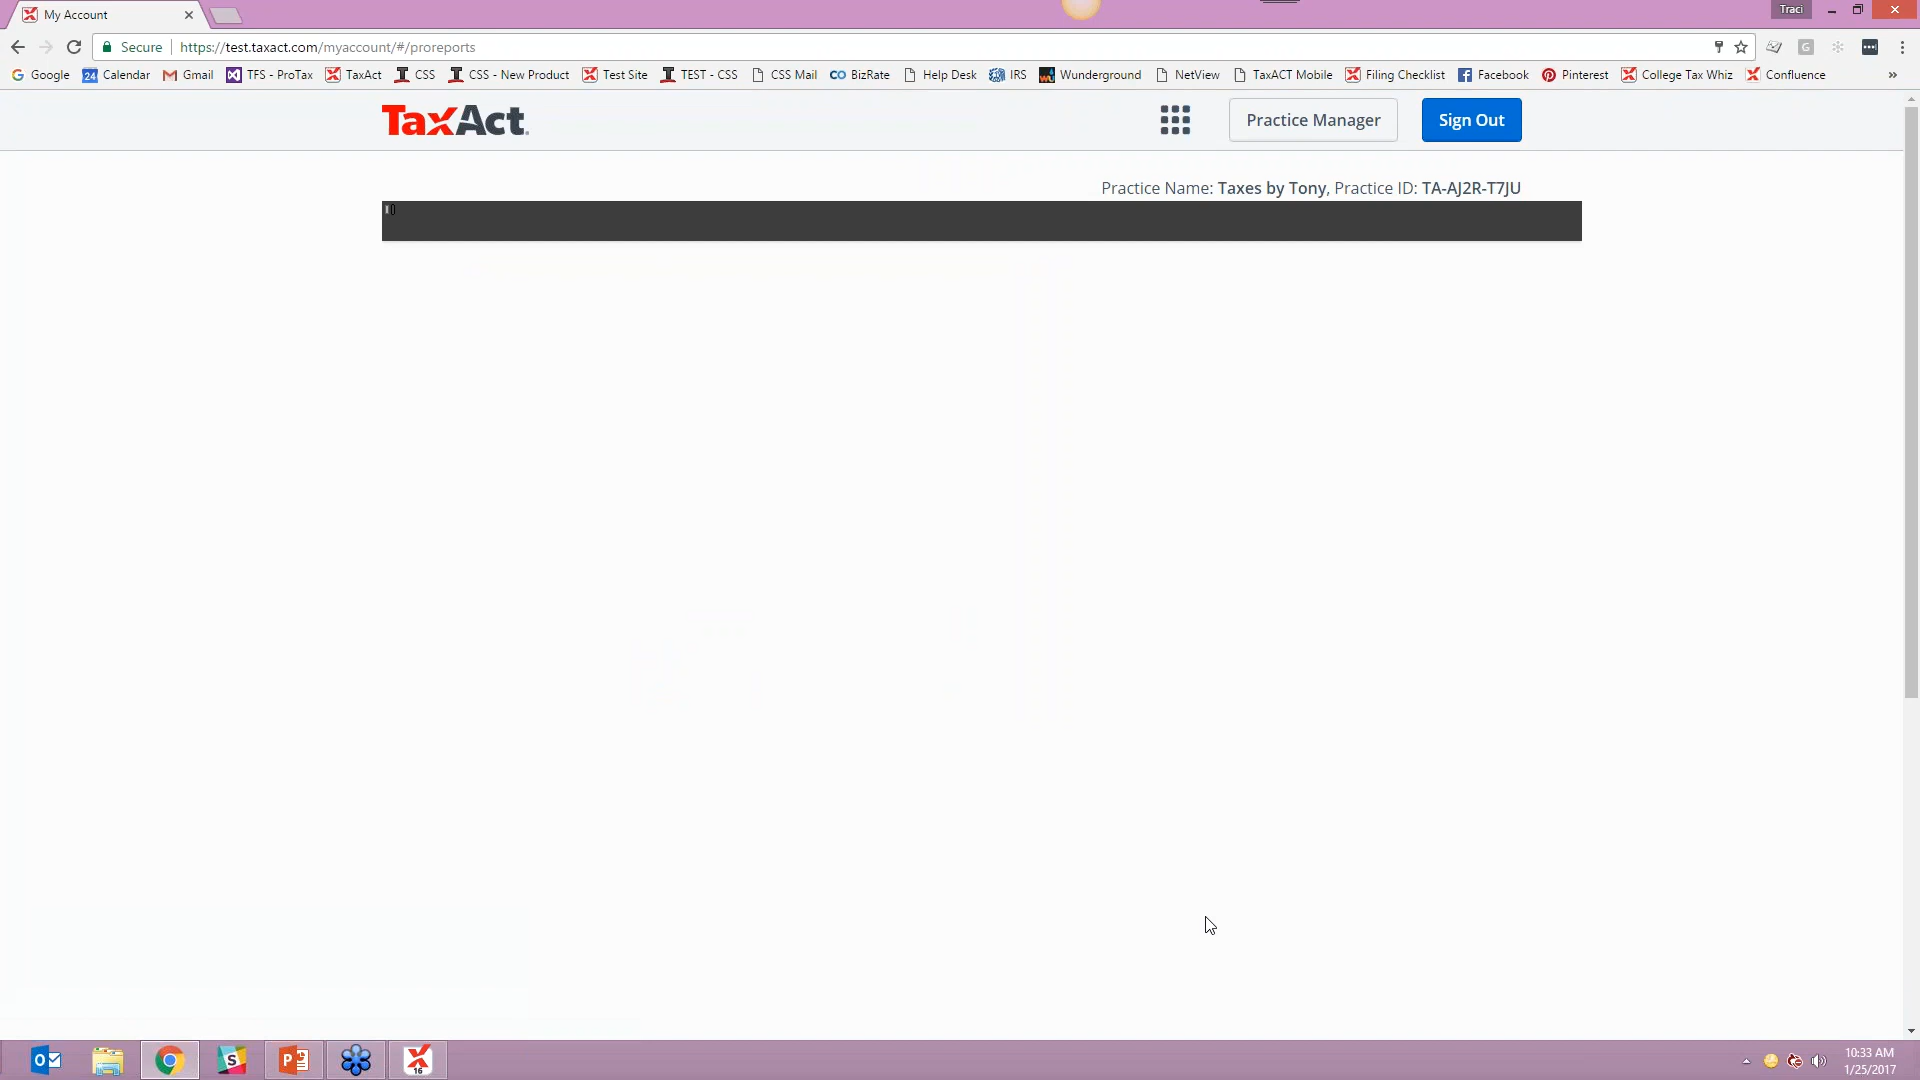 My Account
Traci
Secure https://test.taxact.com/myaccount/#/proreports
Google Calendar Gmail TFS - ProTax TaxAct CSS CSS - New Product Test Site TEST - CSS CSS Mail BizRate Help Desk IRS Wunderground NetView TaxACT Mobile Filing Checklist Facebook Pinterest College Tax Whiz Confluence »
TaxAct. Practice Manager Sign Out
Practice Name: Taxes by Tony, Practice ID: TA-AJ2R-T7JU
10:33 AM
1/25/2017